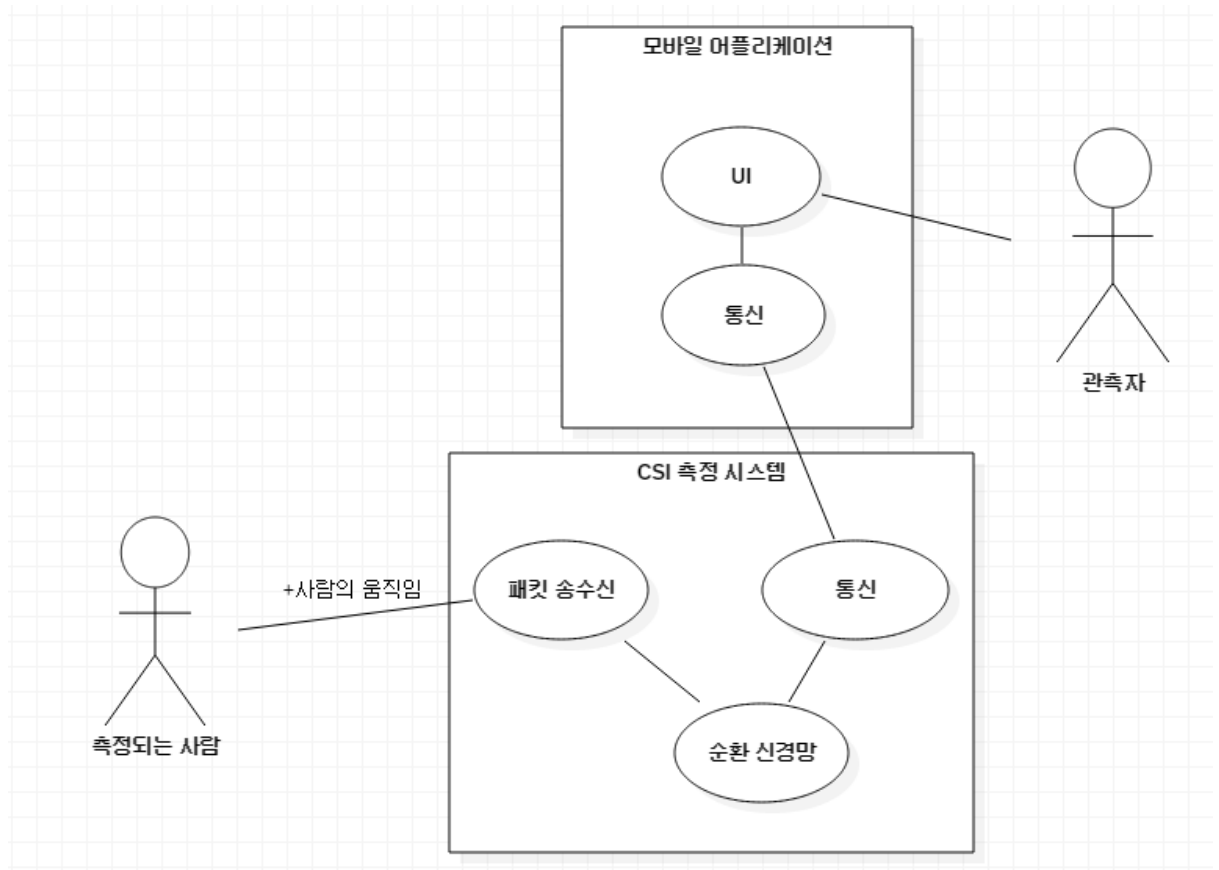 모바일 어플리케이션
UI
통신
관측자
CSI 측정 시스템
+사람의 움직임
패킷 송수신
통신
순환 신경망
측정되는 사람